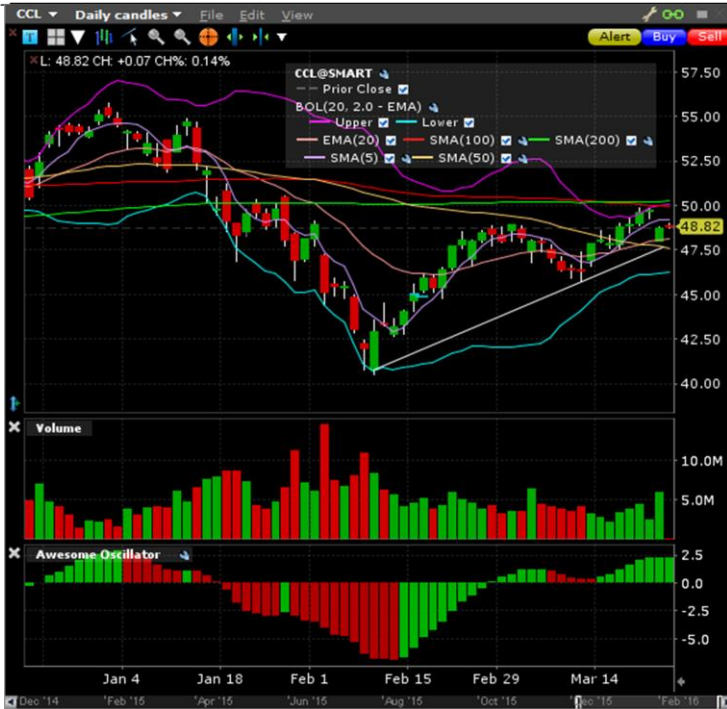 CCL Daily candles File Edit View
Alert Buy Sell
L: 48.82 CH: +0.07 CH%: 0.14%
CCL@SMART
Prior Close
BOL(20, 2.0 - EMA)
Upper Lower
EMA(20) SMA(100) SMA(200)
SMA(5) SMA(50)
57.50
55.00
52.50
50.00
48.82
47.50
45.00
42.50
40.00
Volume
10.0M
5.0M
Awesome Oscillator
2.5
0.0
-2.5
-5.0
Jan 4 Jan 18 Feb 1 Feb 15 Feb 29 Mar 14
Dec '14 'Feb '15 'Apr '15 'Jun '15 'Aug '15 'Oct '15 Dec '15 'Feb '16